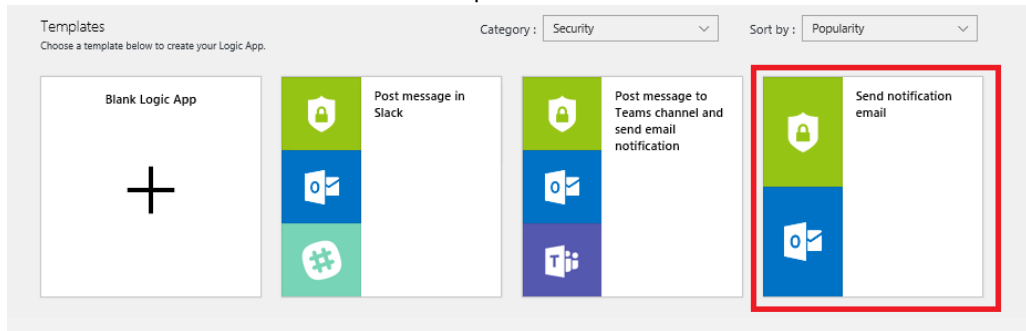 Templates
Choose a template below to create your Logic App.
Category : Security
Sort by : Popularity
Blank Logic App
Post message in
Slack
Post message to
Teams channel and
send email
notification
Send notification
email